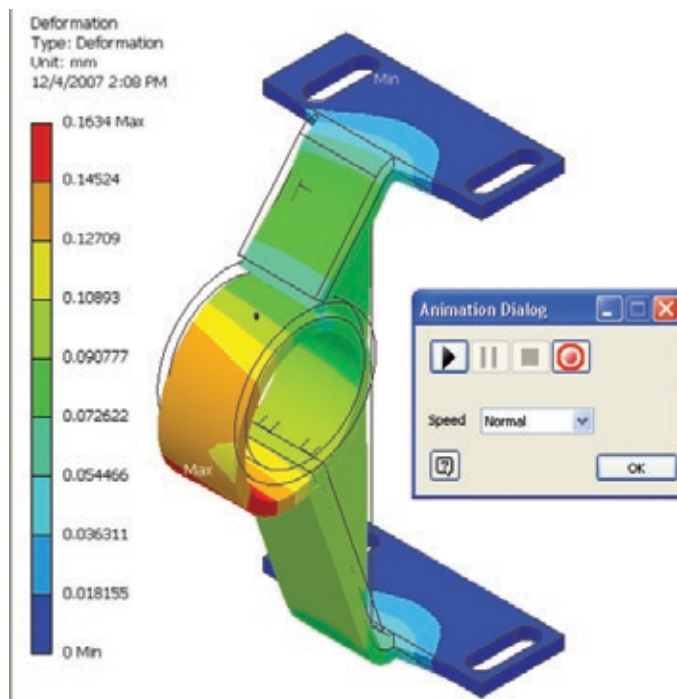 Deformation
Type: Deformation
Unit: mm
12/4/2007 2:08 PM
0.1634 Max
0.14524
0.12709
0.10893
0.090777
0.072622
0.054466
0.036311
0.018155
0 Min
Min
Max
Animation Dialog
Speed Normal
OK